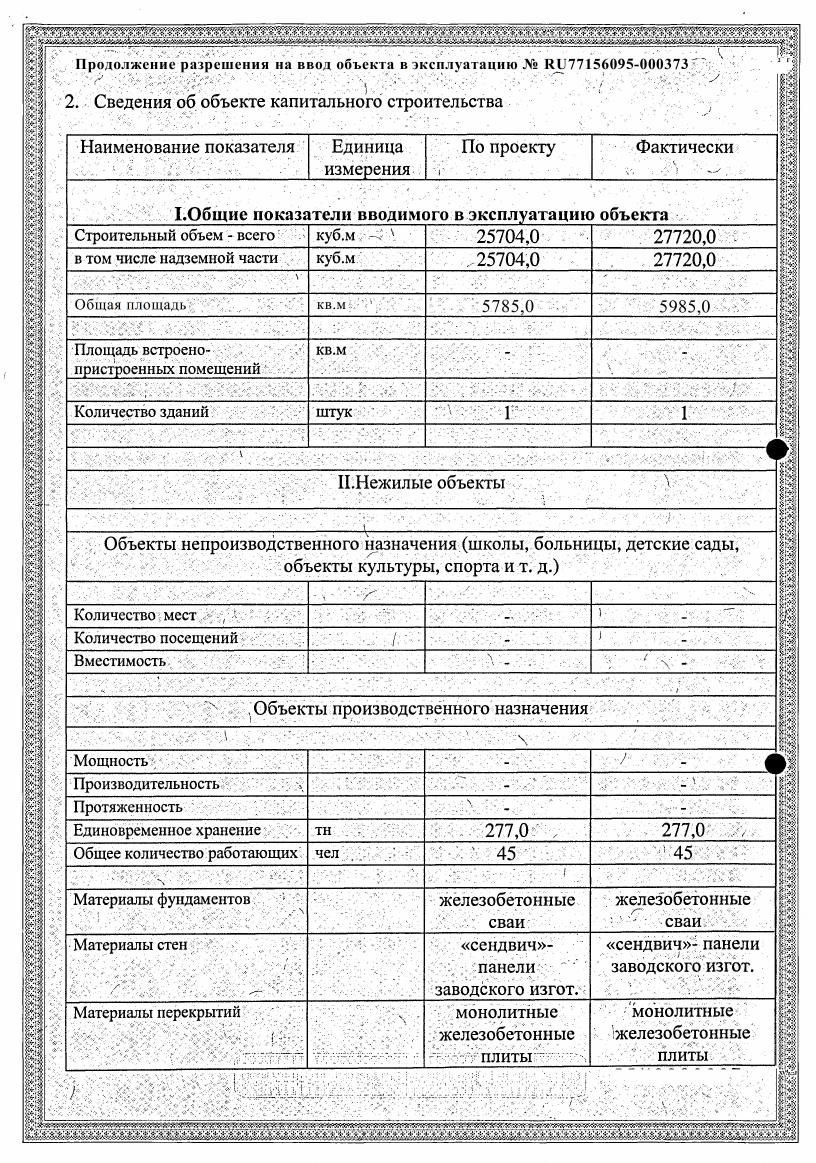 Продолжение разрешения на ввод объекта в эксплуатацию № RU77156095-000373
2. Сведения об объекте капитального строительства
Наименование показателя Единица По проекту Фактически
измерения
I.Общие показатели вводимого в эксплуатацию объекта
Строительный объем - всего куб.м 25704,0 27720,0
в том числе надземной части куб.м 25704,0 27720,0
Общая площадь кв.м 5785,0 5985,0
Площадь встроено- кв.м - -
пристроенных помещений
Количество зданий штук 1 1
II.Нежилые объекты
Объекты непроизводственного назначения (школы, больницы, детские сады,
объекты культуры, спорта и т. д.)
Количество мест - -
Количество посещений - -
Вместимость - -
Объекты производственного назначения
Мощность - -
Производительность - -
Протяженность - -
Единовременное хранение тн 277,0 277,0
Общее количество работающих чел 45 45
Материалы фундаментов железобетонные железобетонные
сваи сваи
Материалы стен «сендвич»- «сендвич»- панели
панели заводского изгот.
заводского изгот.
Материалы перекрытий монолитные монолитные
железобетонные железобетонные
плиты плиты